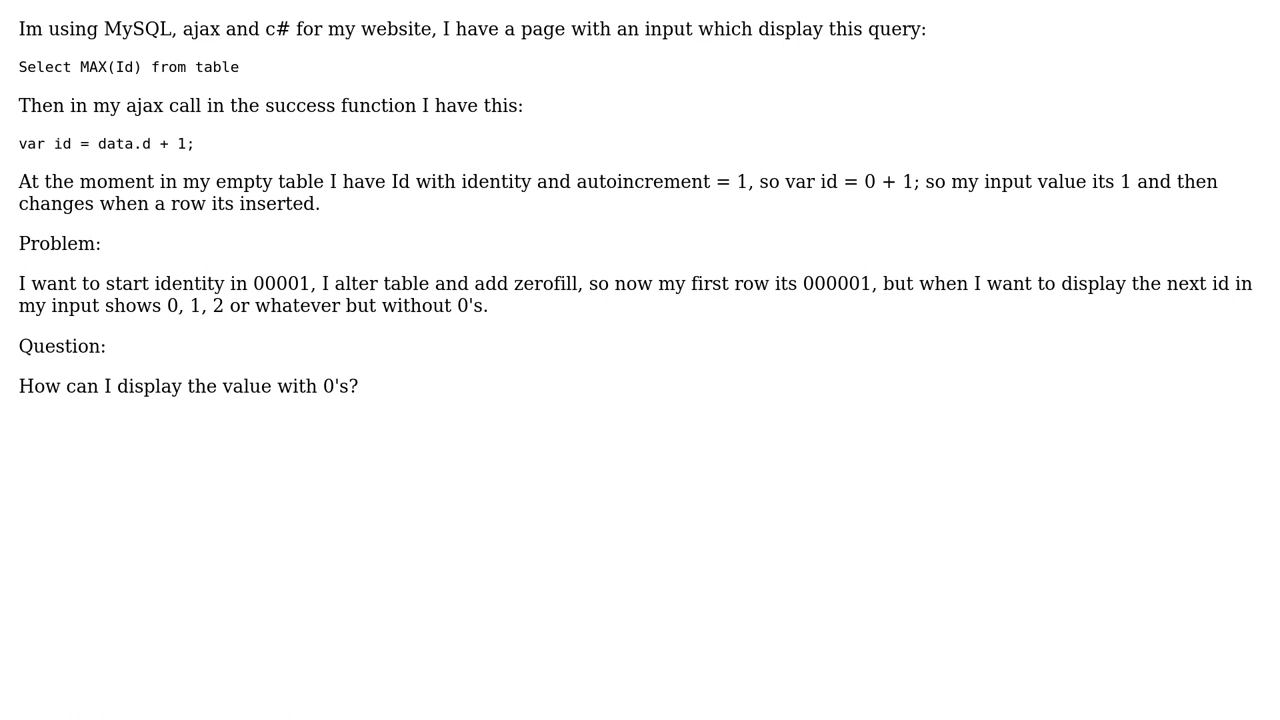 Im using MySQL, ajax and c# for my website, I have a page with an input which display this query:
Select MAX(Id) from table
Then in my ajax call in the success function I have this:
var id = data.d + 1;
At the moment in my empty table I have Id with identity and autoincrement = 1, so var id = 0 + 1; so my input value its 1 and then
changes when a row its inserted.
Problem:
I want to start identity in 00001, I alter table and add zerofill, so now my first row its 000001, but when I want to display the next id in
my input shows 0, 1, 2 or whatever but without 0's.
Question:
How can I display the value with 0's?